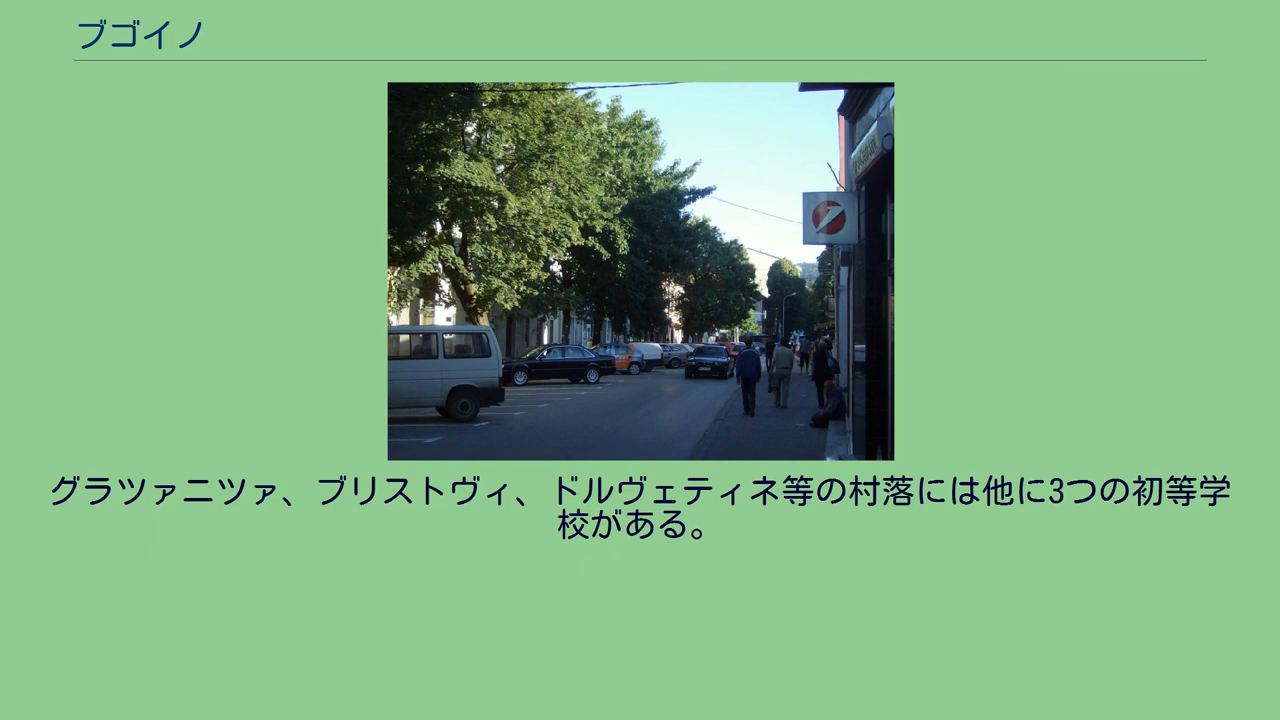 ブゴイノ
グラツァニツァ、ブリストヴィ、ドルヴェティネ等の村落には他に3つの初等学
校がある。